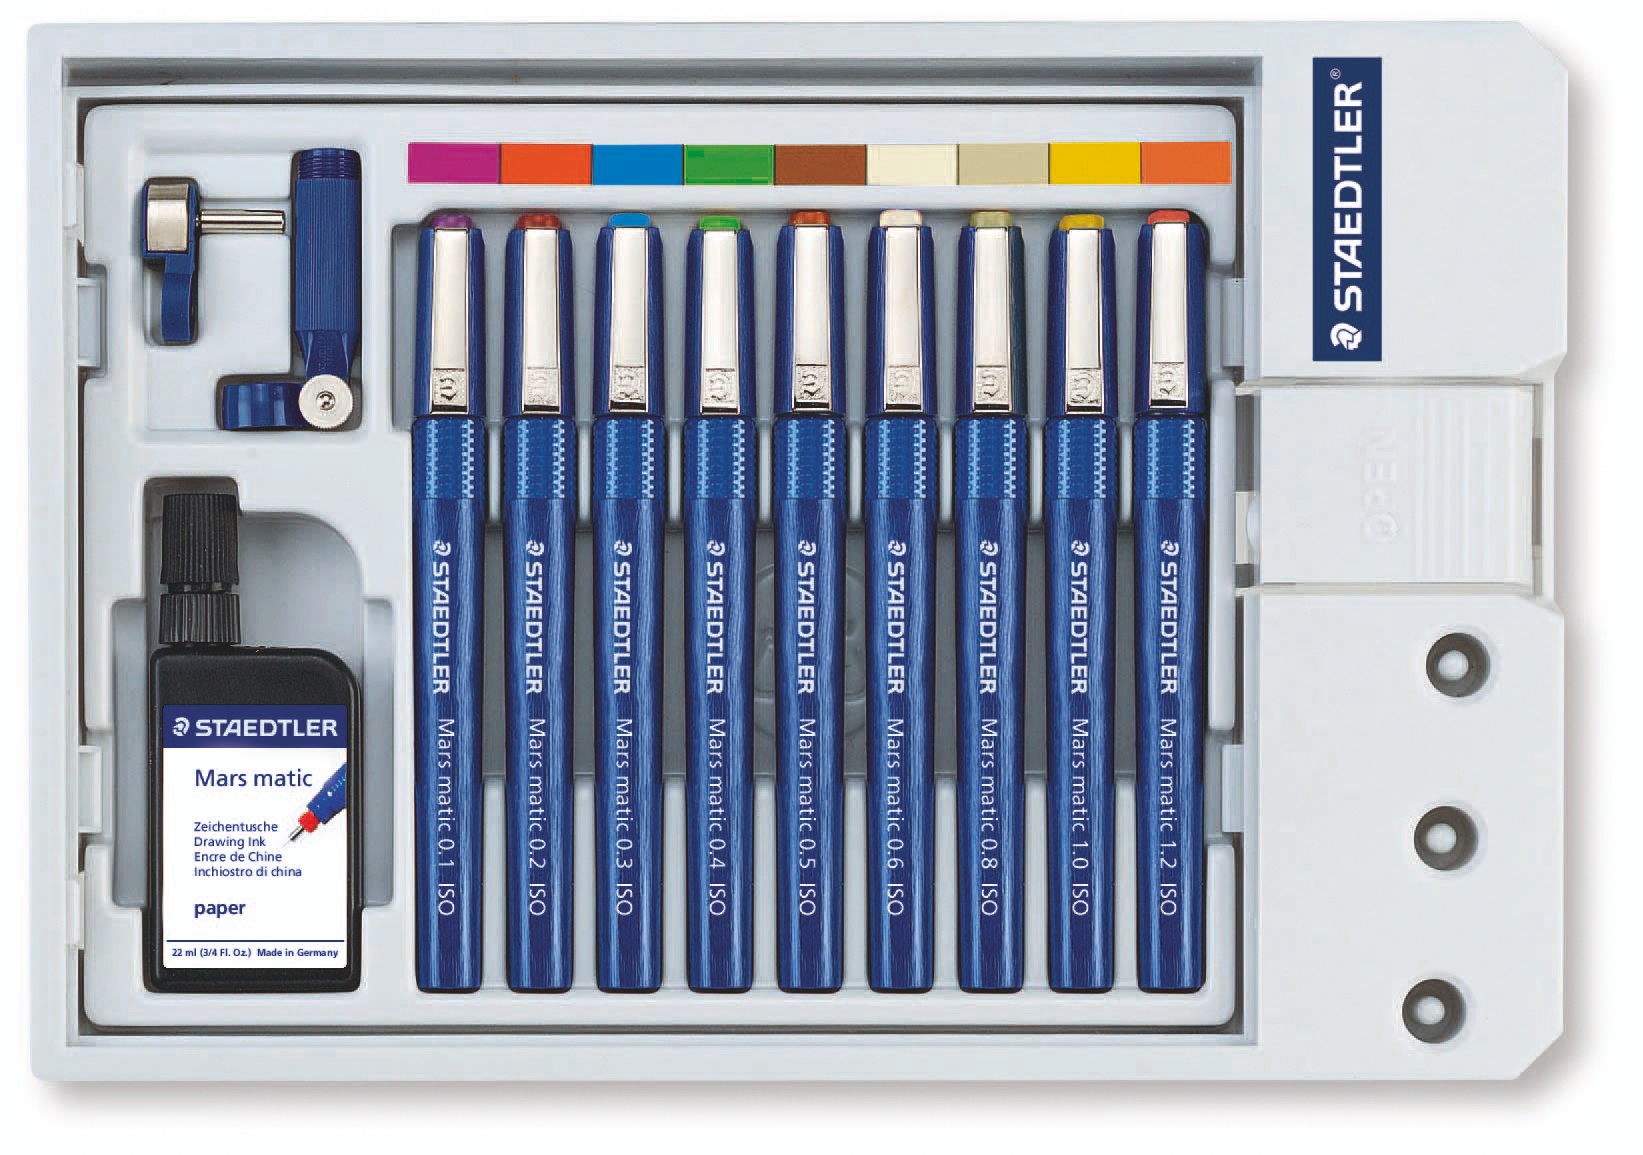 STAEDTLER®
OPEN
STAEDTLER Mars matic 0.1 ISO
STAEDTLER Mars matic 0.2 ISO
STAEDTLER Mars matic 0.3 ISO
STAEDTLER Mars matic 0.4 ISO
STAEDTLER Mars matic 0.5 ISO
STAEDTLER Mars matic 0.6 ISO
STAEDTLER Mars matic 0.8 ISO
STAEDTLER Mars matic 1.0 ISO
STAEDTLER Mars matic 1.2 ISO
STAEDTLER
Mars matic
Zeichentusche
Drawing Ink
Encre de Chine
Inchiostro di china
paper
22 ml (3/4 Fl. Oz.) Made in Germany